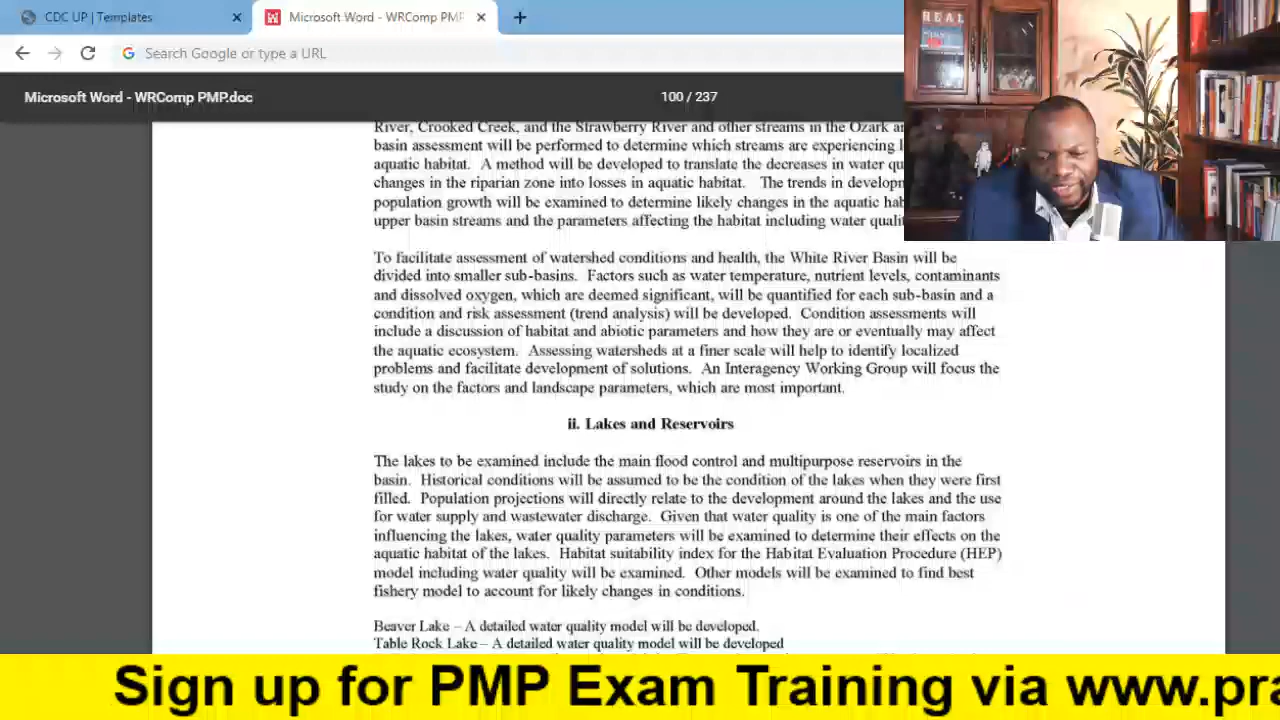 CDC UP | Templates
Microsoft Word - WRComp PMP
Search Google or type a URL
Microsoft Word - WRComp PMP.doc
100 / 237
REAL
River, Crooked Creek, and the Strawberry River and other streams in the Ozark
basin assessment will be performed to determine which streams are experiencing
aquatic habitat. A method will be developed to translate the decreases in water
changes in the riparian zone into losses in aquatic habitat. The trends in
population growth will be examined to determine likely changes in the aquatic
upper basin streams and the parameters affecting the habitat including water
To facilitate assessment of watershed conditions and health, the White River Basin will be
divided into smaller sub-basins. Factors such as water temperature, nutrient levels, contaminants
and dissolved oxygen, which are deemed significant, will be quantified for each sub-basin and a
condition and risk assessment (trend analysis) will be developed. Condition assessments will
include a discussion of habitat and abiotic parameters and how they are or eventually may affect
the aquatic ecosystem. Assessing watersheds at a finer scale will help to identify localized
problems and facilitate development of solutions. An Interagency Working Group will focus the
study on the factors and landscape parameters, which are most important.
ii. Lakes and Reservoirs
The lakes to be examined include the main flood control and multipurpose reservoirs in the
basin. Historical conditions will be assumed to be the condition of the lakes when they were first
filled. Population projections will directly relate to the development around the lakes and the use
for water supply and wastewater discharge. Given that water quality is one of the main factors
influencing the lakes, water quality parameters will be examined to determine their effects on the
aquatic habitat of the lakes. Habitat suitability index for the Habitat Evaluation Procedure (HEP)
model including water quality will be examined. Other models will be examined to find best
fishery model to account for likely changes in conditions.
Beaver Lake – A detailed water quality model will be developed.
Table Rock Lake – A detailed water quality model will be developed
Sign up for PMP Exam Training via www.pra